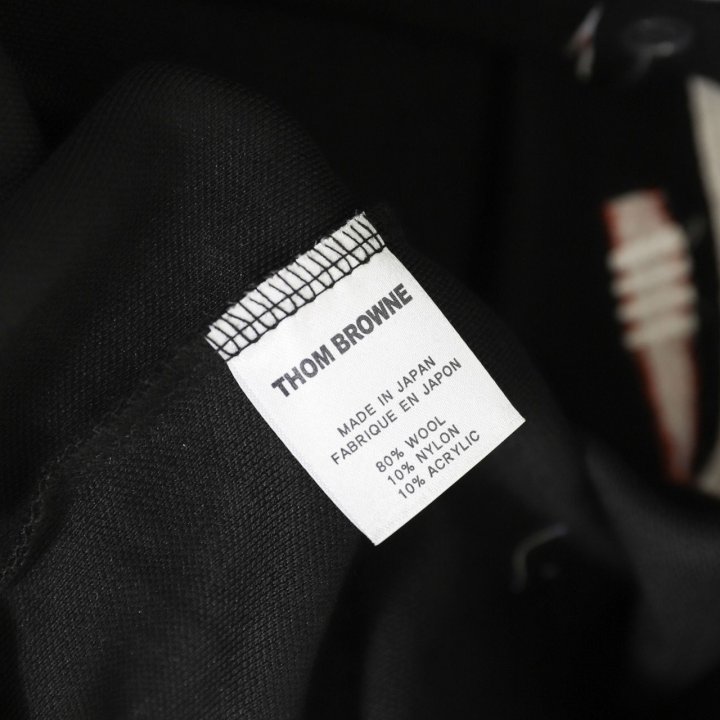 THOM BROWNE
MADE IN JAPAN
FABRIQUE EN JAPON
80% WOOL
10% NYLON
10% ACRYLIC